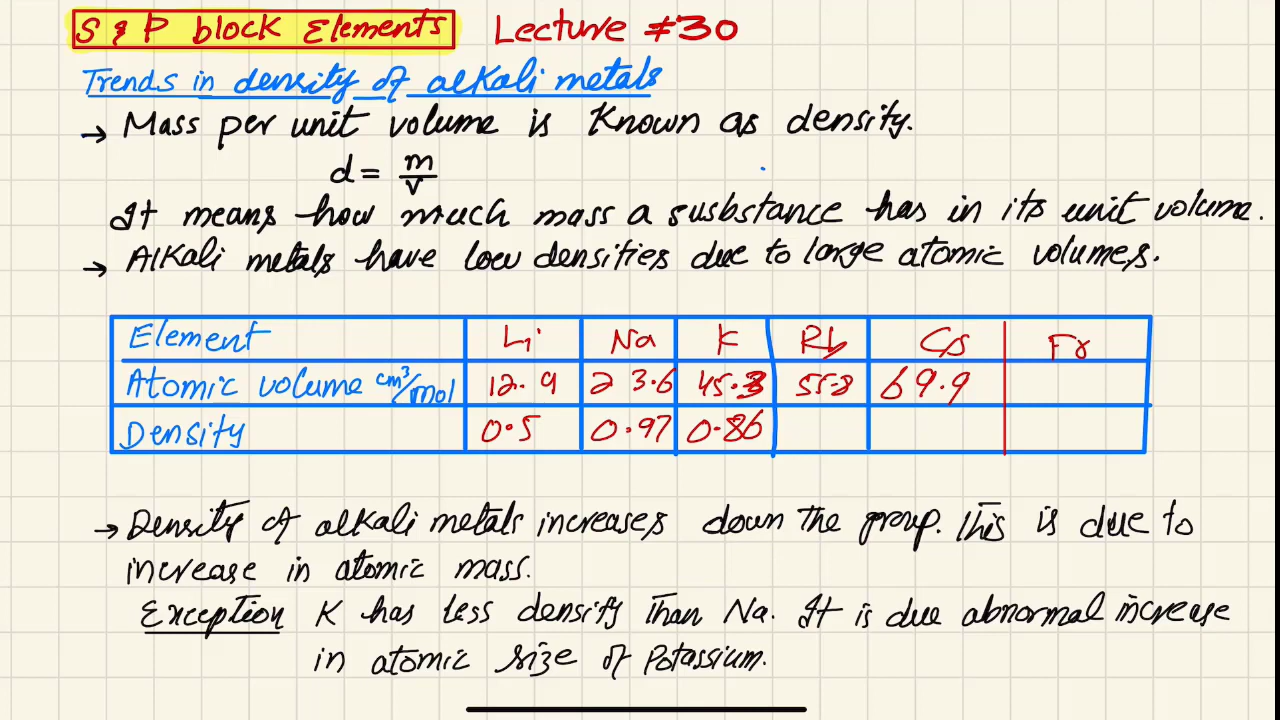 S & P block Elements Lecture #30
Trends in density of alkali metals
→ Mass per unit volume is Known as density.
d = m/v
It means how much mass a susbstance has in its unit volume.
→ Alkali metals have low densities due to large atomic volumes.
Element Li Na K Rb Cs Fr
Atomic volume cm³/mol 12.9 23.6 45.3 55.8 69.9
Density 0.5 0.97 0.86
→ Density of alkali metals increases down the group. This is due to
increase in atomic mass.
Exception K has less density Than Na. It is due abnormal increase
in atomic size of Potassium.